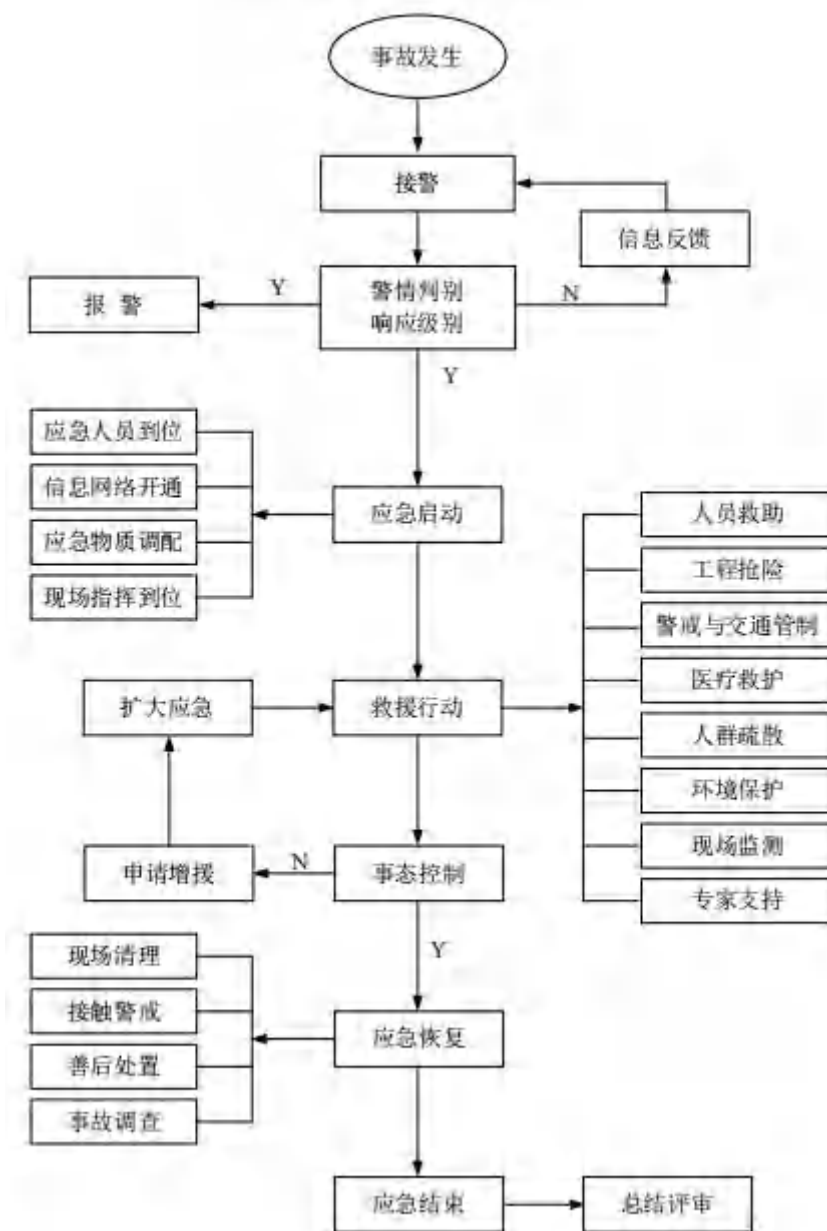 事故发生
接警
信息反馈
报 警
Y
警情判别
响应级别
N
Y
应急人员到位
信息网络开通
应急物质调配
现场指挥到位
应急启动
人员救助
工程抢险
警戒与交通管制
医疗救护
人群疏散
环境保护
现场监测
专家支持
扩大应急
救援行动
申请增援
N
事态控制
Y
现场清理
接触警戒
善后处置
事故调查
应急恢复
应急结束
总结评审